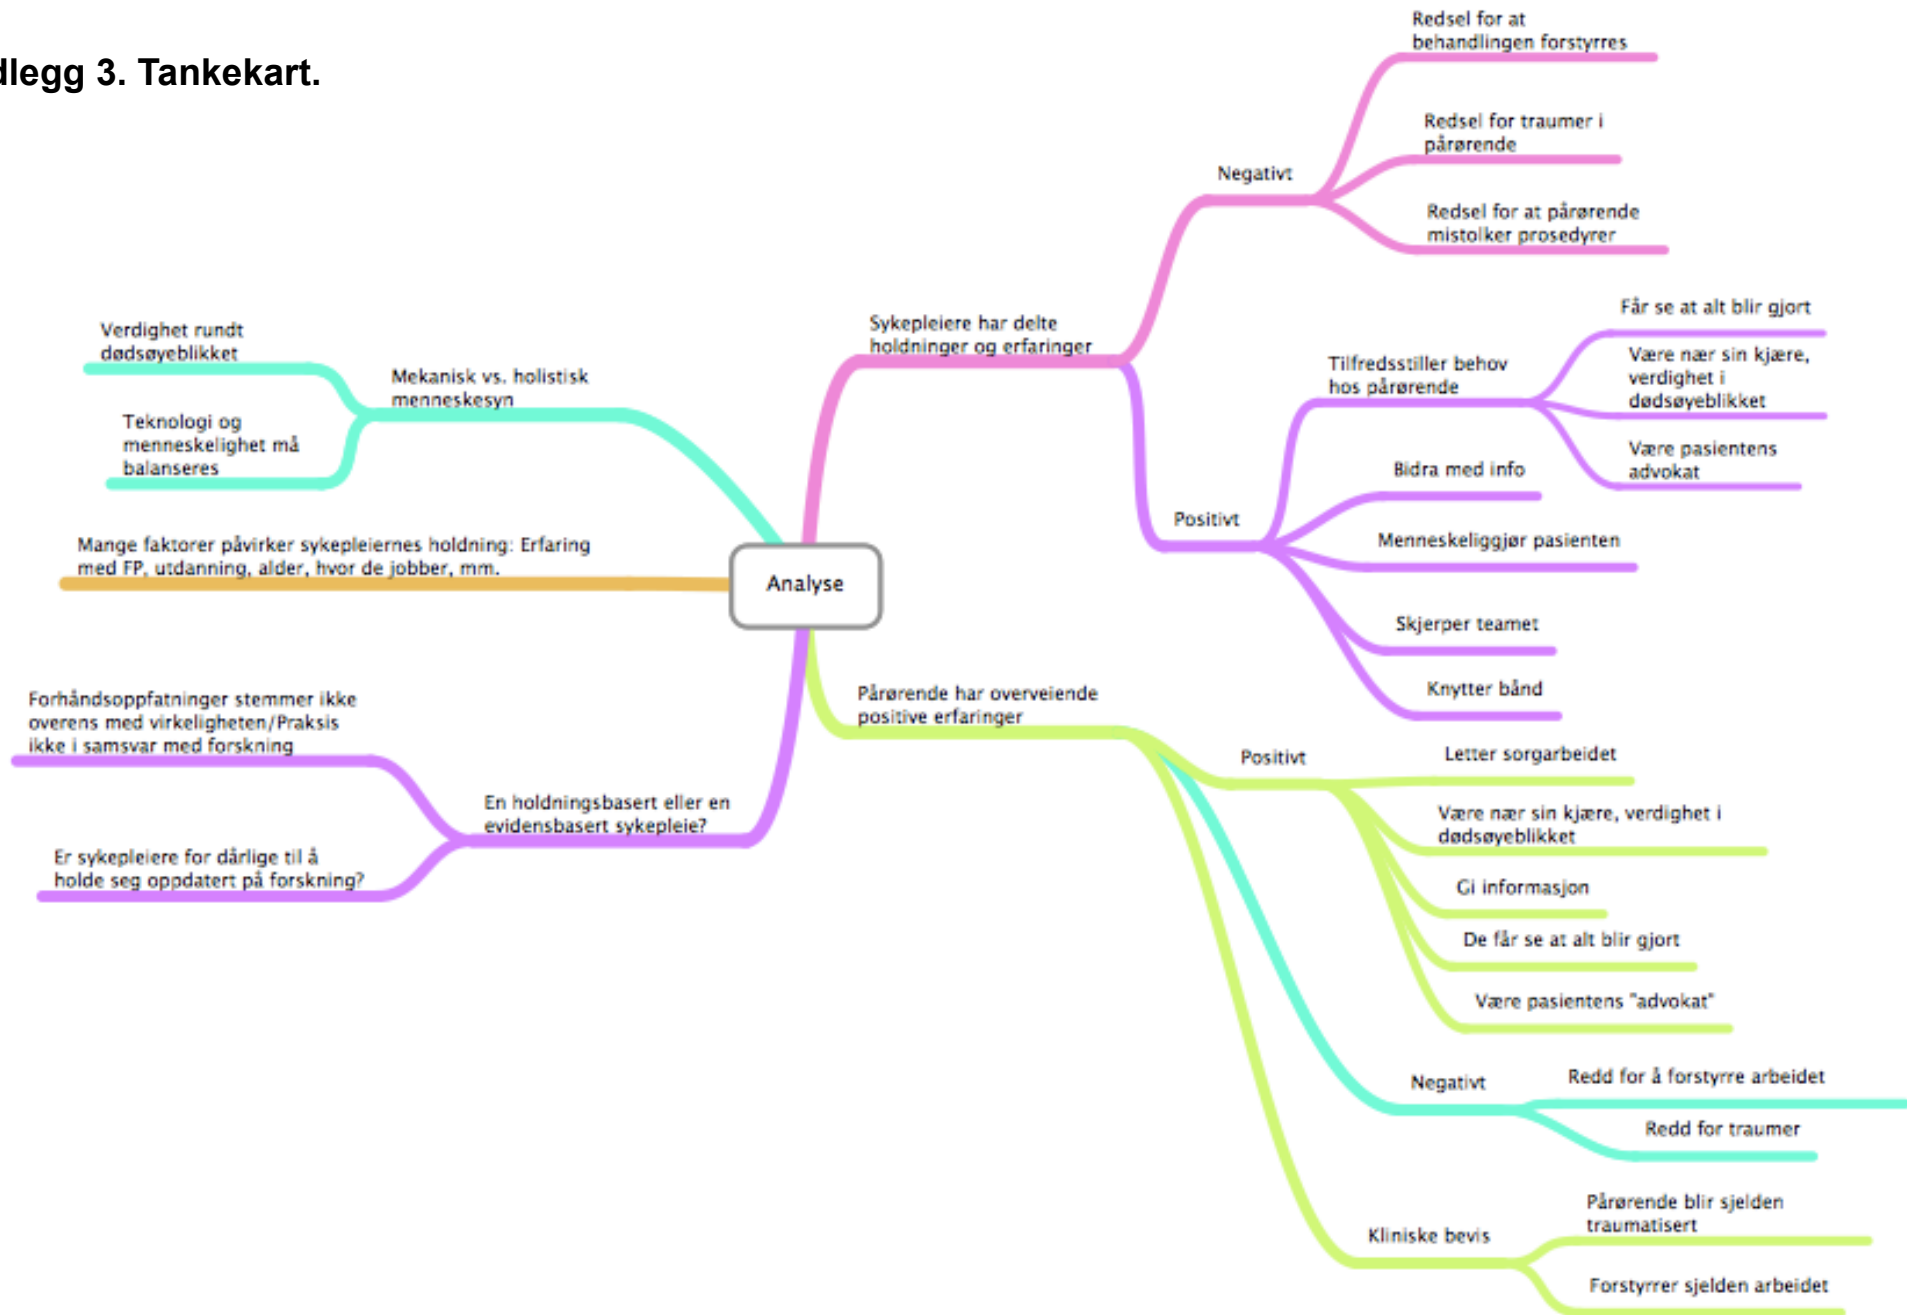 dlegg 3. Tankekart.
Redsel for at
behandlingen forstyrres
Redsel for traumer i
pårørende
Negativt
Redsel for at pårørende
mistolker prosedyrer
Sykepleiere har delte
holdninger og erfaringer
Får se at alt blir gjort
Tilfredsstiller behov
hos pårørende
Være nær sin kjære,
verdighet i
dødsøyeblikket
Være pasientens
advokat
Bidra med info
Positivt
Menneskeliggjør pasienten
Skjerper teamet
Knytter bånd
Verdighet rundt
dødsøyeblikket
Mekanisk vs. holistisk
menneskesyn
Teknologi og
menneskelighet må
balanseres
Mange faktorer påvirker sykepleiernes holdning: Erfaring
med FP, utdanning, alder, hvor de jobber, mm.
Analyse
Forhåndsoppfatninger stemmer ikke
overens med virkeligheten/Praksis
ikke i samsvar med forskning
En holdningsbasert eller en
evidensbasert sykepleie?
Er sykepleiere for dårlige til å
holde seg oppdatert på forskning?
Pårørende har overveiende
positive erfaringer
Positivt
Letter sorgarbeidet
Være nær sin kjære, verdighet i
dødsøyeblikket
Gi informasjon
De får se at alt blir gjort
Være pasientens "advokat"
Negativt
Redd for å forstyrre arbeidet
Redd for traumer
Kliniske bevis
Pårørende blir sjelden
traumatisert
Forstyrrer sjelden arbeidet